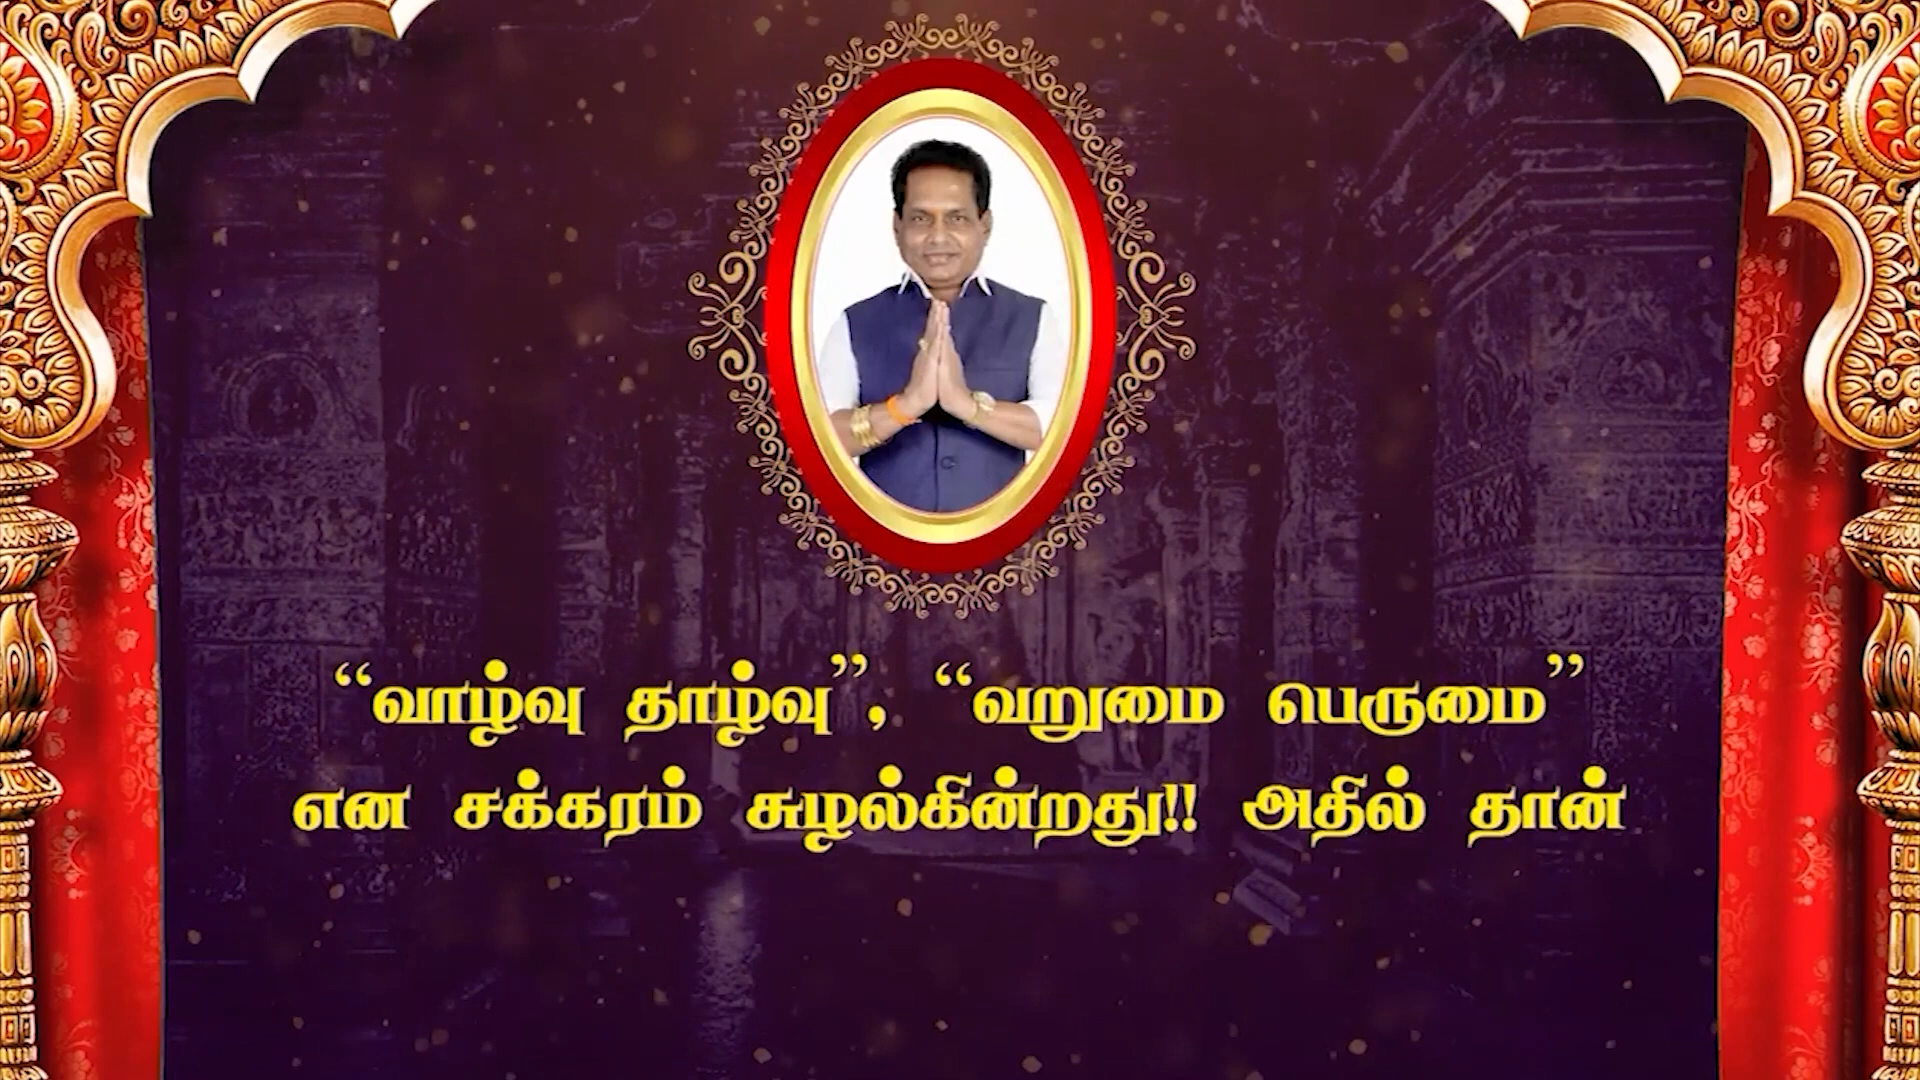 “வாழ்வு தாழ்வு”, “வறுமை பெருமை”
என சக்கரம் சுழல்கின்றது!! அதில் தான்